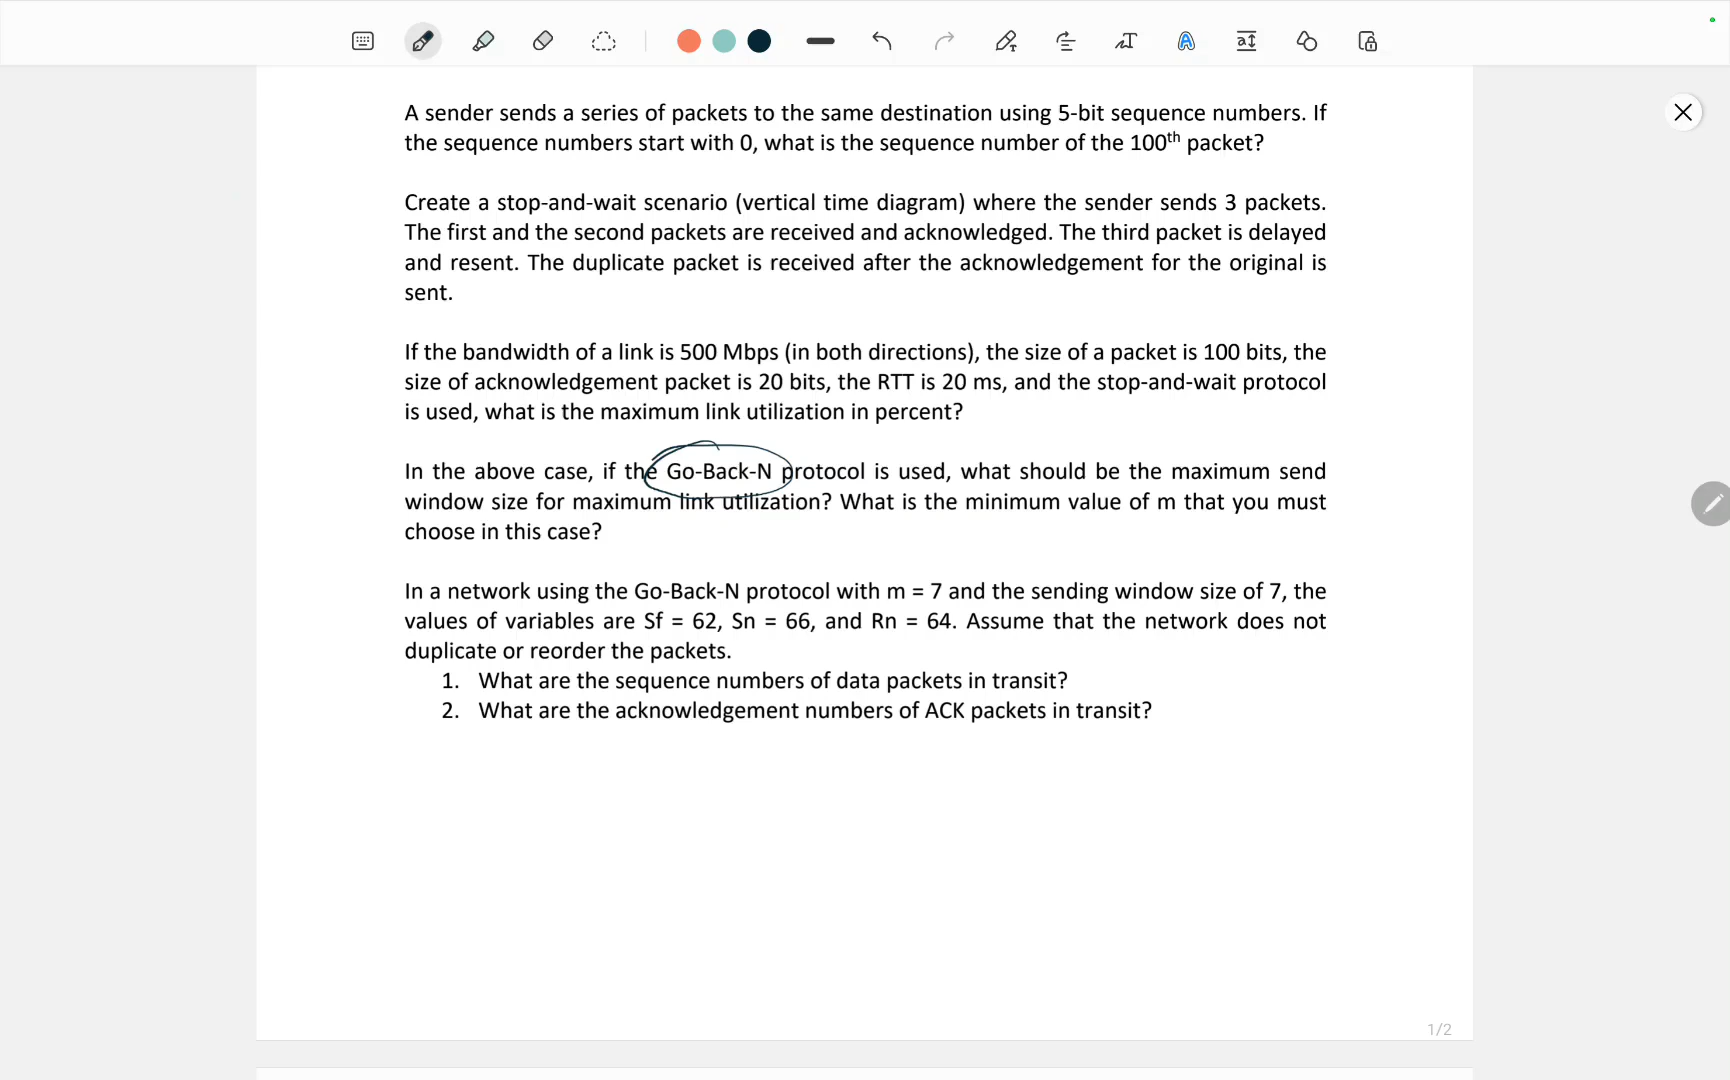 A sender sends a series of packets to the same destination using 5-bit sequence numbers. If
the sequence numbers start with 0, what is the sequence number of the 100th packet?
Create a stop-and-wait scenario (vertical time diagram) where the sender sends 3 packets.
The first and the second packets are received and acknowledged. The third packet is delayed
and resent. The duplicate packet is received after the acknowledgement for the original is
sent.
If the bandwidth of a link is 500 Mbps (in both directions), the size of a packet is 100 bits, the
size of acknowledgement packet is 20 bits, the RTT is 20 ms, and the stop-and-wait protocol
is used, what is the maximum link utilization in percent?
In the above case, if the Go-Back-N protocol is used, what should be the maximum send
window size for maximum link utilization? What is the minimum value of m that you must
choose in this case?
In a network using the Go-Back-N protocol with m = 7 and the sending window size of 7, the
values of variables are Sf = 62, Sn = 66, and Rn = 64. Assume that the network does not
duplicate or reorder the packets.
1. What are the sequence numbers of data packets in transit?
2. What are the acknowledgement numbers of ACK packets in transit?
1/2